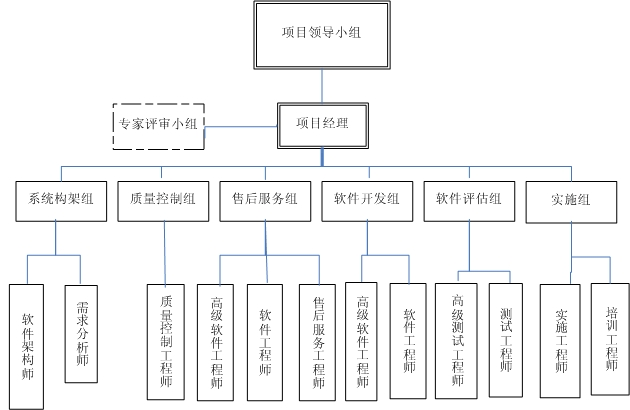 项目领导小组
专家评审小组
项目经理
系统构架组
质量控制组
售后服务组
软件开发组
软件评估组
实施组
软件架构师
需求分析师
质量控制工程师
高级软件工程师
软件工程师
售后服务工程师
高级软件工程师
软件工程师
高级测试工程师
测试工程师
实施工程师
培训工程师